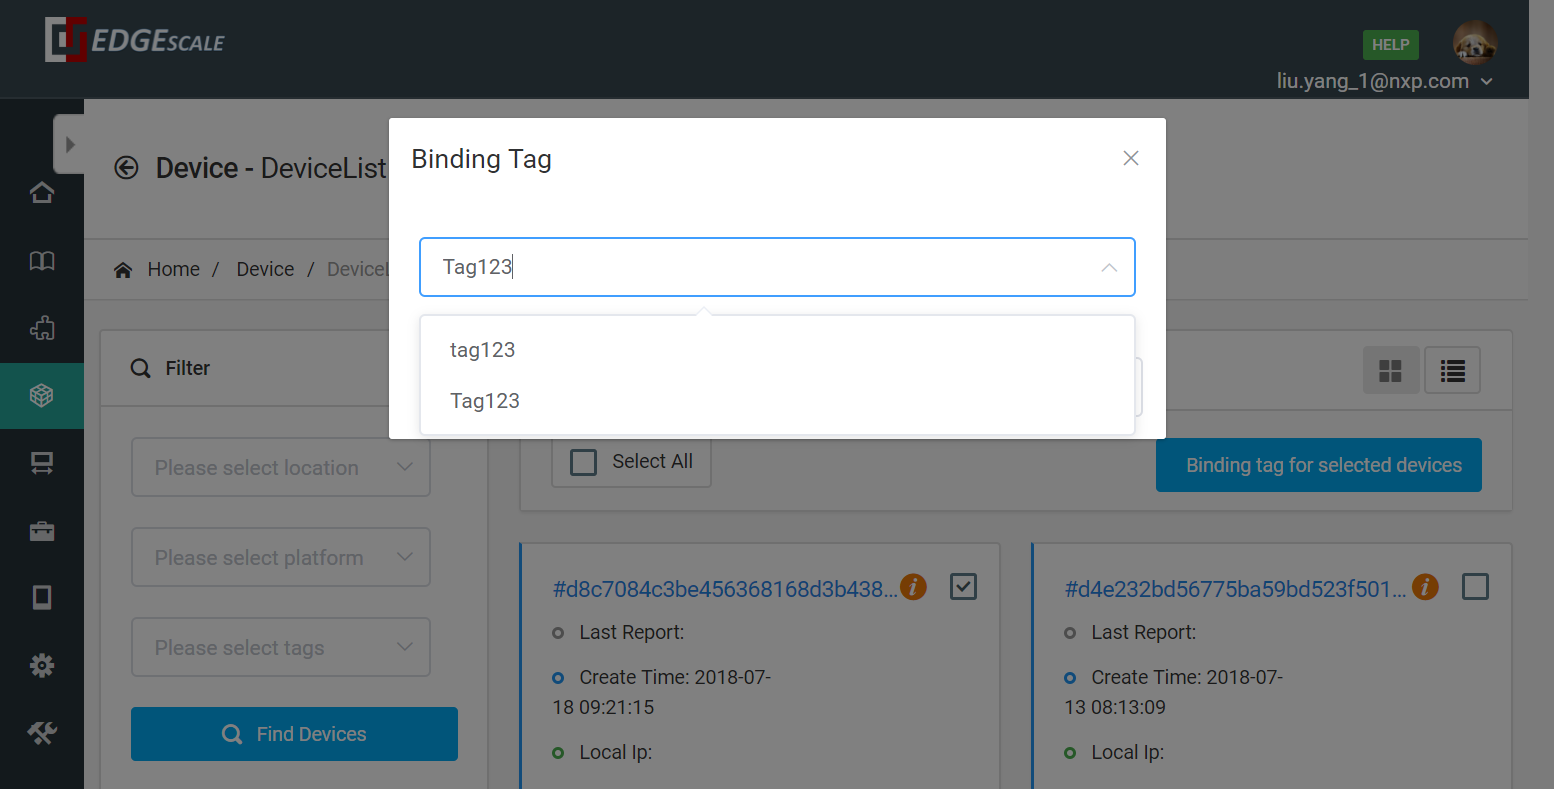 EDGESCALE
HELP
liu.yang_1@nxp.com
Device - DeviceList
Binding Tag
Home / Device / DeviceL
Tag123
tag123
Tag123
Filter
Please select location
Please select platform
Please select tags
Find Devices
Select All
Binding tag for selected devices
#d8c7084c3be456368168d3b438...
Last Report:
Create Time: 2018-07-
18 09:21:15
Local Ip:
#d4e232bd56775ba59bd523f501...
Last Report:
Create Time: 2018-07-
13 08:13:09
Local Ip: